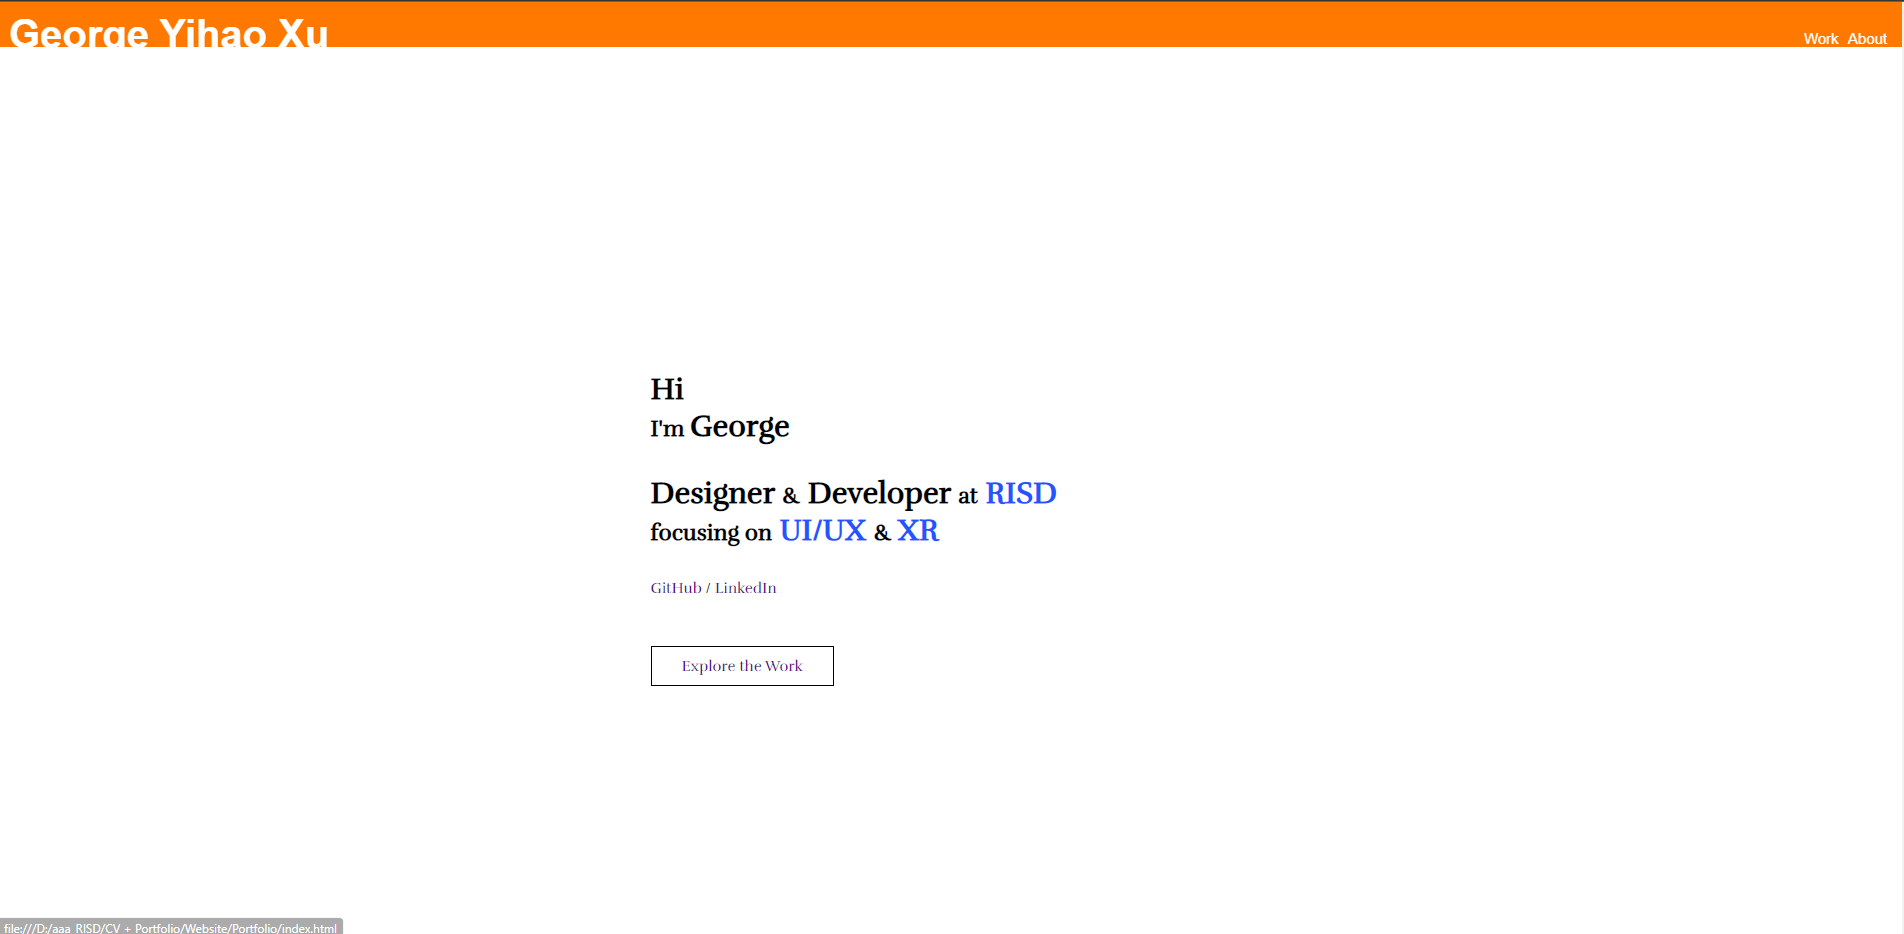 George Yihao Xu
Work About
Hi
I'm George
Designer & Developer at RISD
focusing on UI/UX & XR
GitHub / LinkedIn
Explore the Work
file:///D:/aaa_RISD/CV + Portfolio/Website/Portfolio/index.html